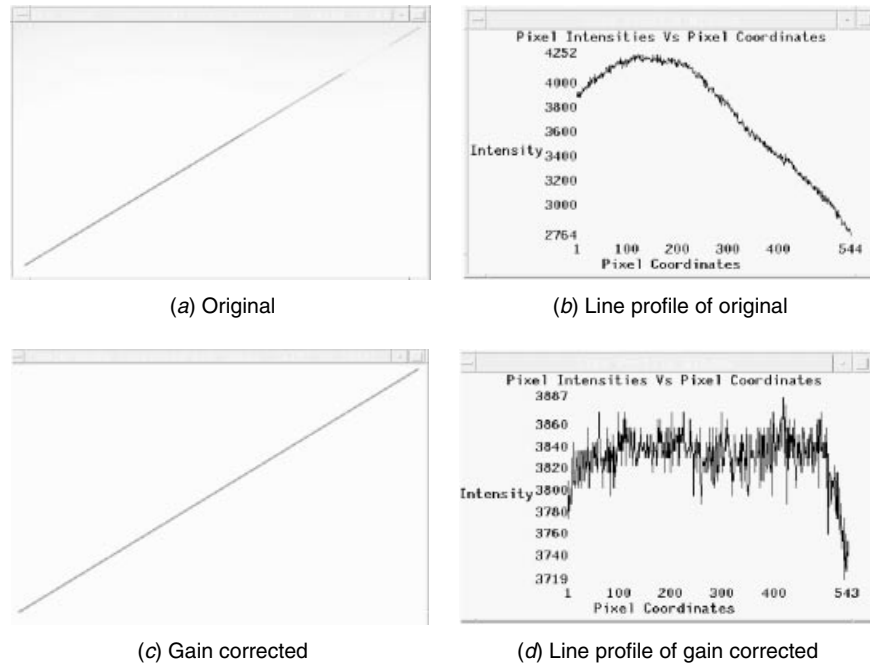 Pixel Intensities Vs Pixel Coordinates
4252
4000
3800
3600
Intensity 3400
3200
3000
2764
1 100 200 300 400 544
Pixel Coordinates
(a) Original
(b) Line profile of original
Pixel Intensities Vs Pixel Coordinates
3887
3860
3840
3820
Intensity 3800
3780
3760
3740
3719
1 100 200 300 400 543
Pixel Coordinates
(c) Gain corrected
(d) Line profile of gain corrected